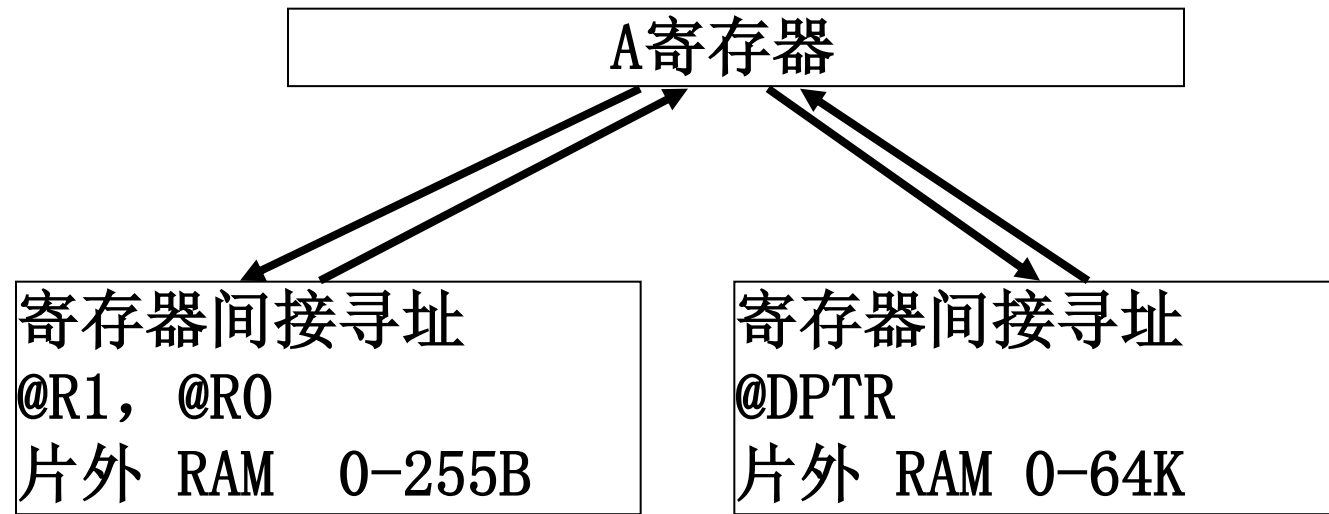 A寄存器
寄存器间接寻址
@R1，@R0
片外 RAM  0-255B
寄存器间接寻址
@DPTR
片外 RAM 0-64K